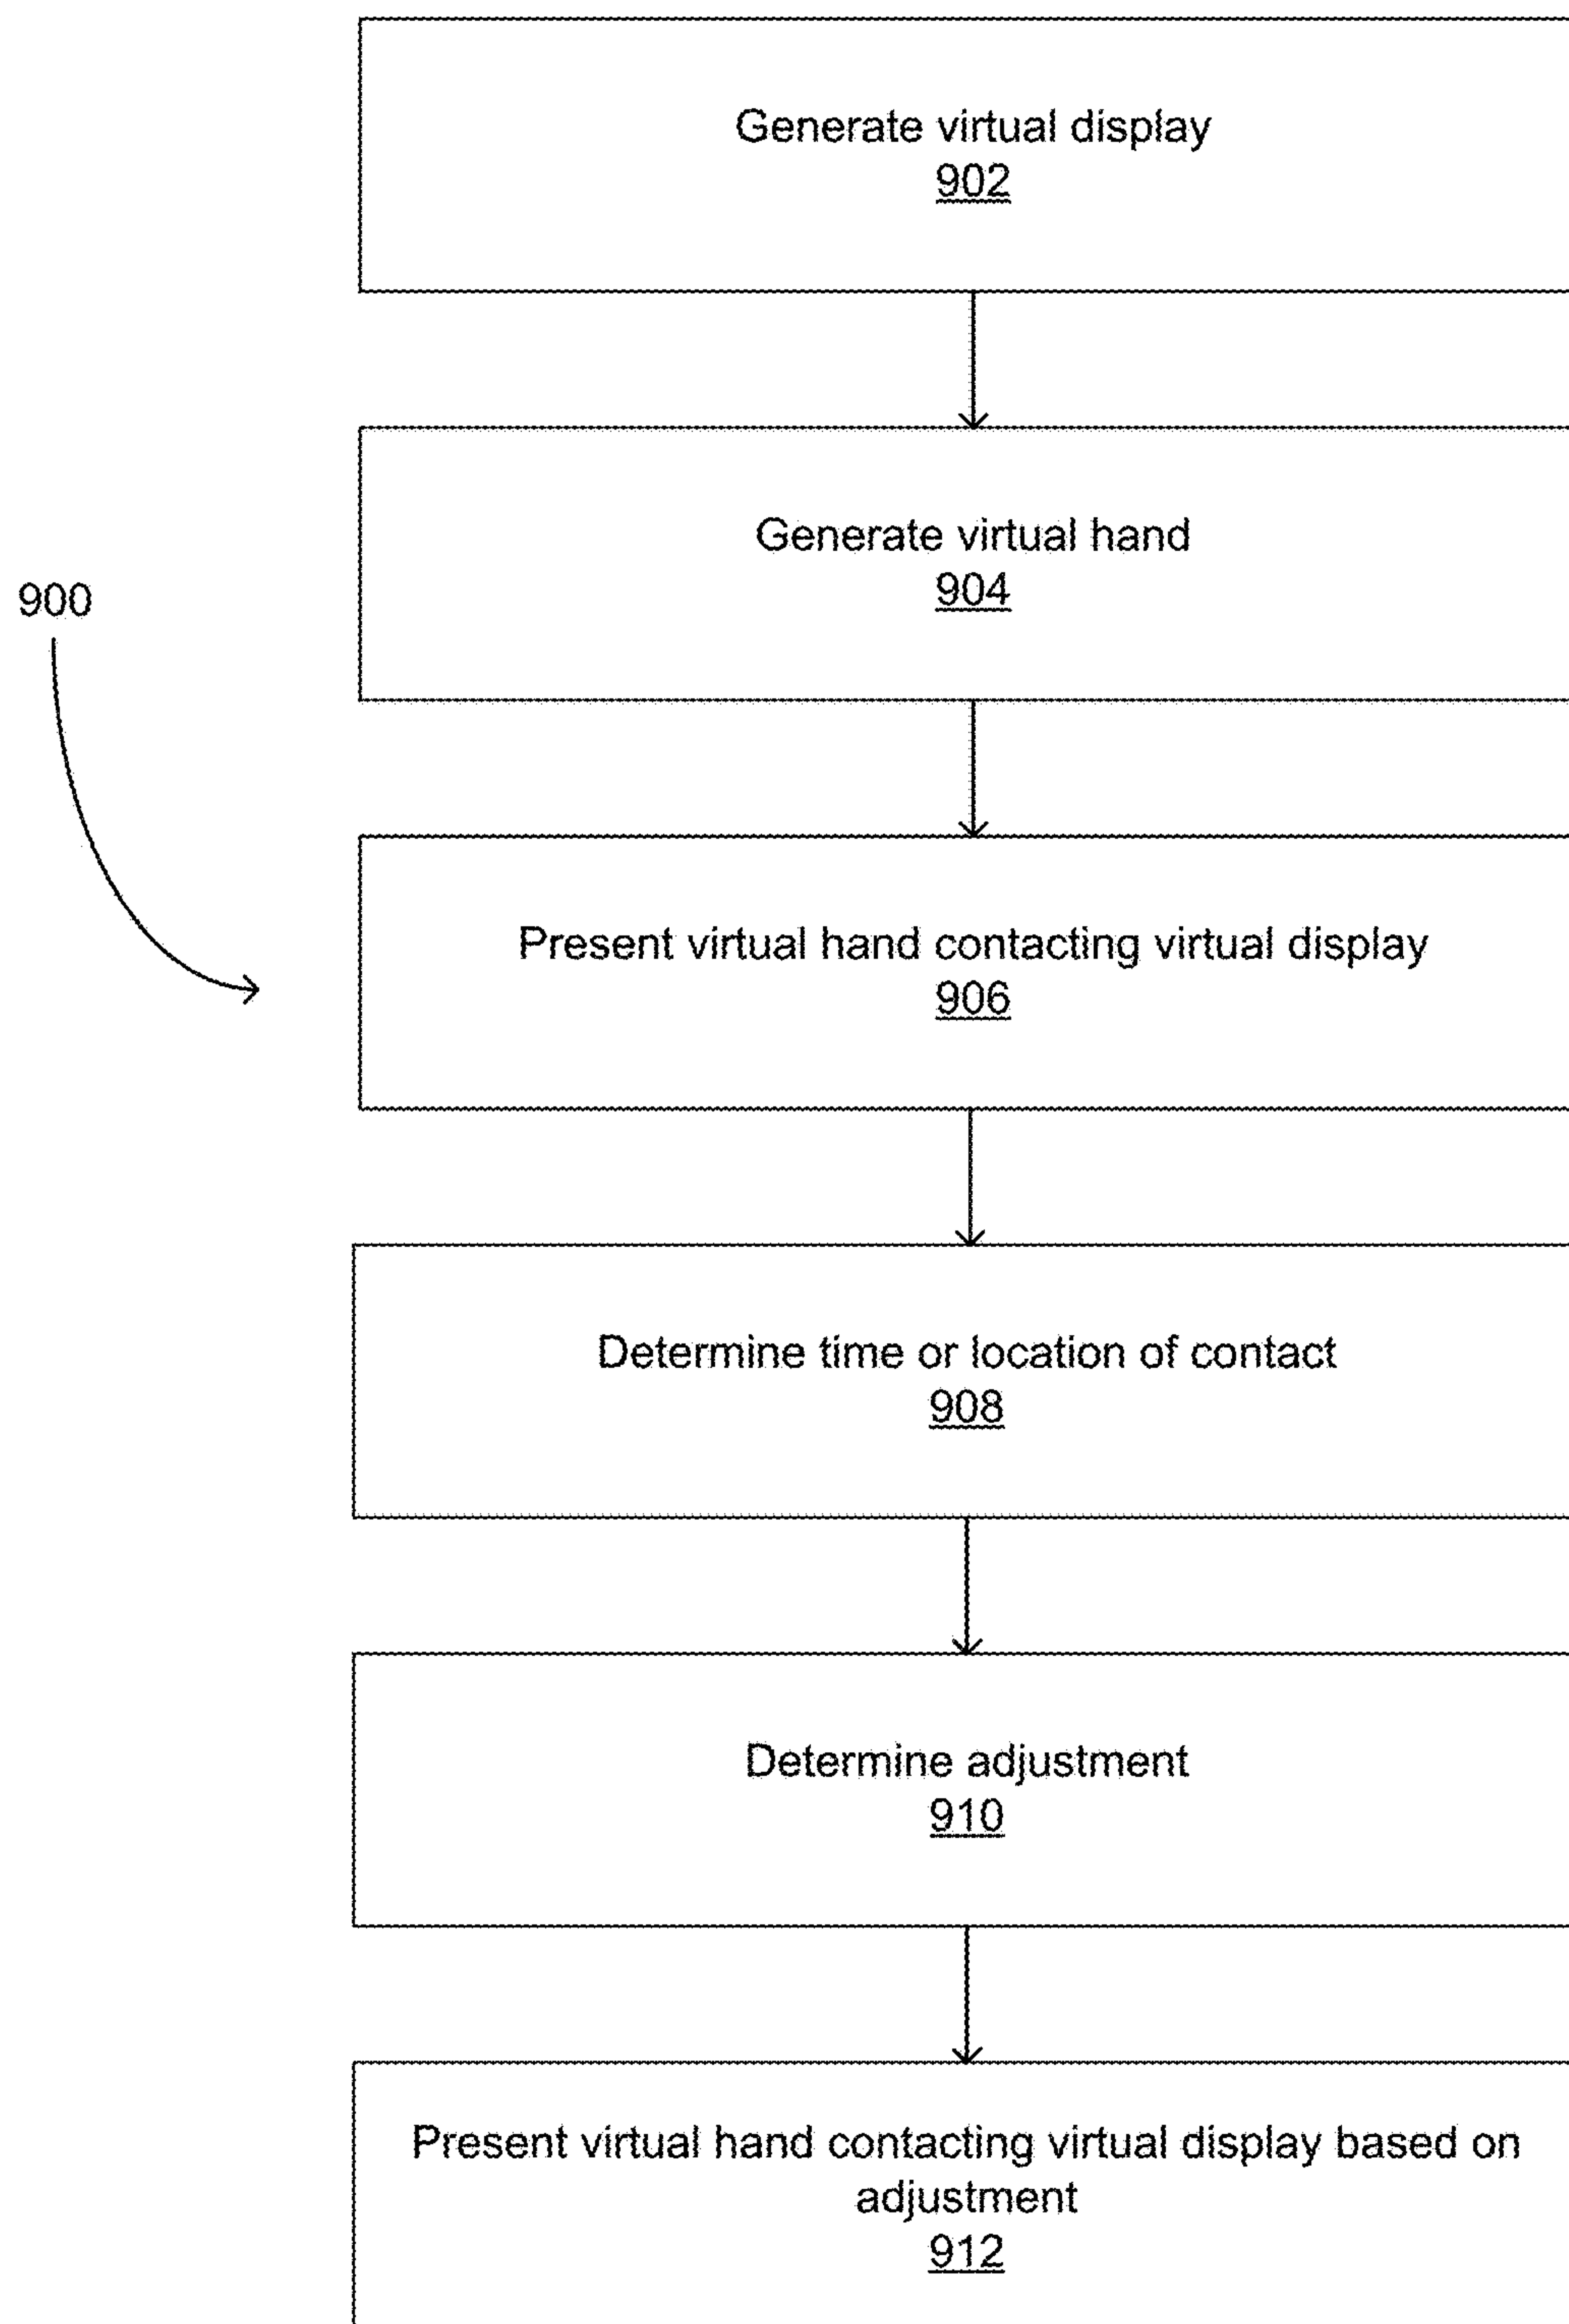 Generate virtual display
902
Generate virtual hand
904
900
Present virtual hand contacting virtual display
906
Determine time or location of contact
908
Determine adjustment
910
Present virtual hand contacting virtual display based on
adjustment
912